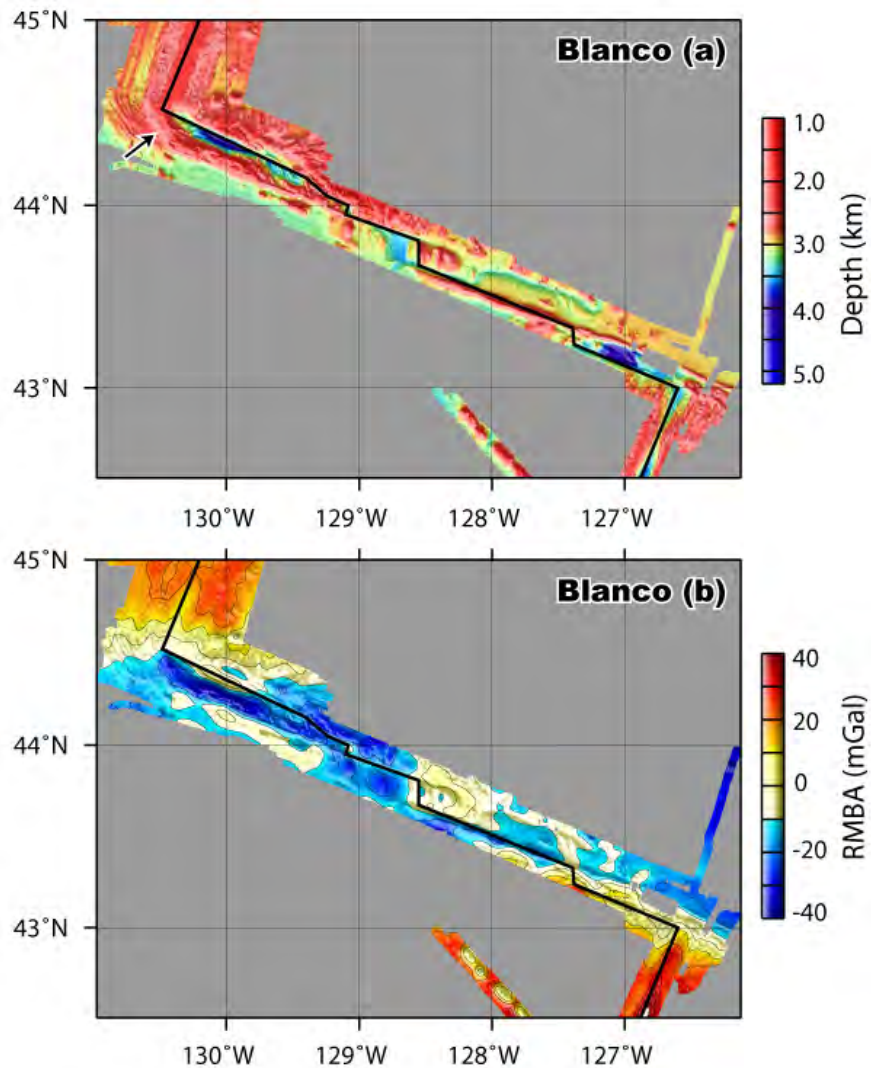 45˚N
Blanco (a)
44˚N
43˚N
130˚W 129˚W 128˚W 127˚W
1.0
2.0
3.0
4.0
5.0
Depth (km)
45˚N
Blanco (b)
44˚N
43˚N
130˚W 129˚W 128˚W 127˚W
40
20
0
-20
-40
RMBA (mGal)